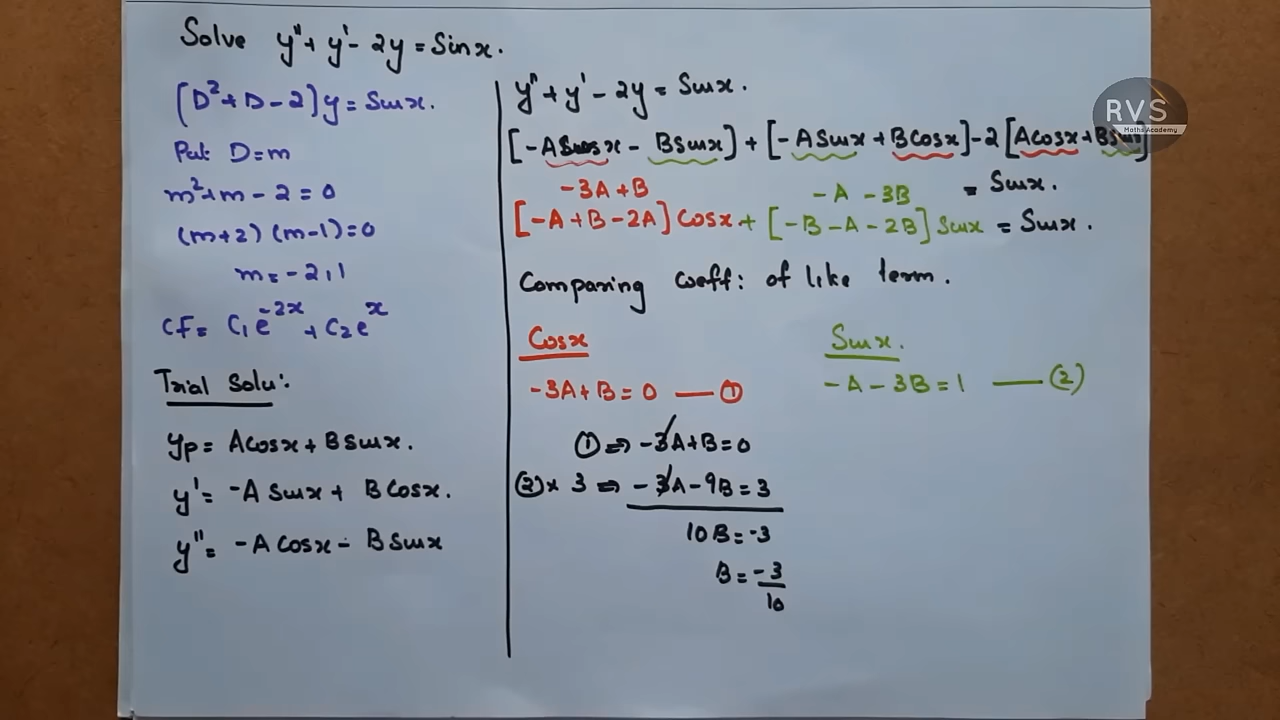 Solve y'' + y' - 2y = Sinx.
(D² + D - 2)y = Sinx.
Put D = m
m² + m - 2 = 0
(m+2)(m-1) = 0
m = -2, 1
CF = C₁e⁻²ˣ + C₂eˣ
Trial Solu:
yp = Acosx + Bsinx.
y' = -A Sinx + B Cosx.
y'' = -A Cosx - B sinx
y'' + y' - 2y = Sinx.
[-A cosx - Bsinx] + [-ASinx + BCosx] - 2[Acosx + Bsinx]
= Sinx.
-3A + B -A - 3B
[-A + B - 2A] Cosx + [-B - A - 2B] Sinx = Sinx.
Comparing Coeff: of like term.
Cosx
-3A + B = 0 — ①
Sinx.
-A - 3B = 1 — (2)
① ⇒ -3A + B = 0
② × 3 ⇒ -3A - 9B = 3
10B = -3
B = -3/10
RVS
Maths Academy